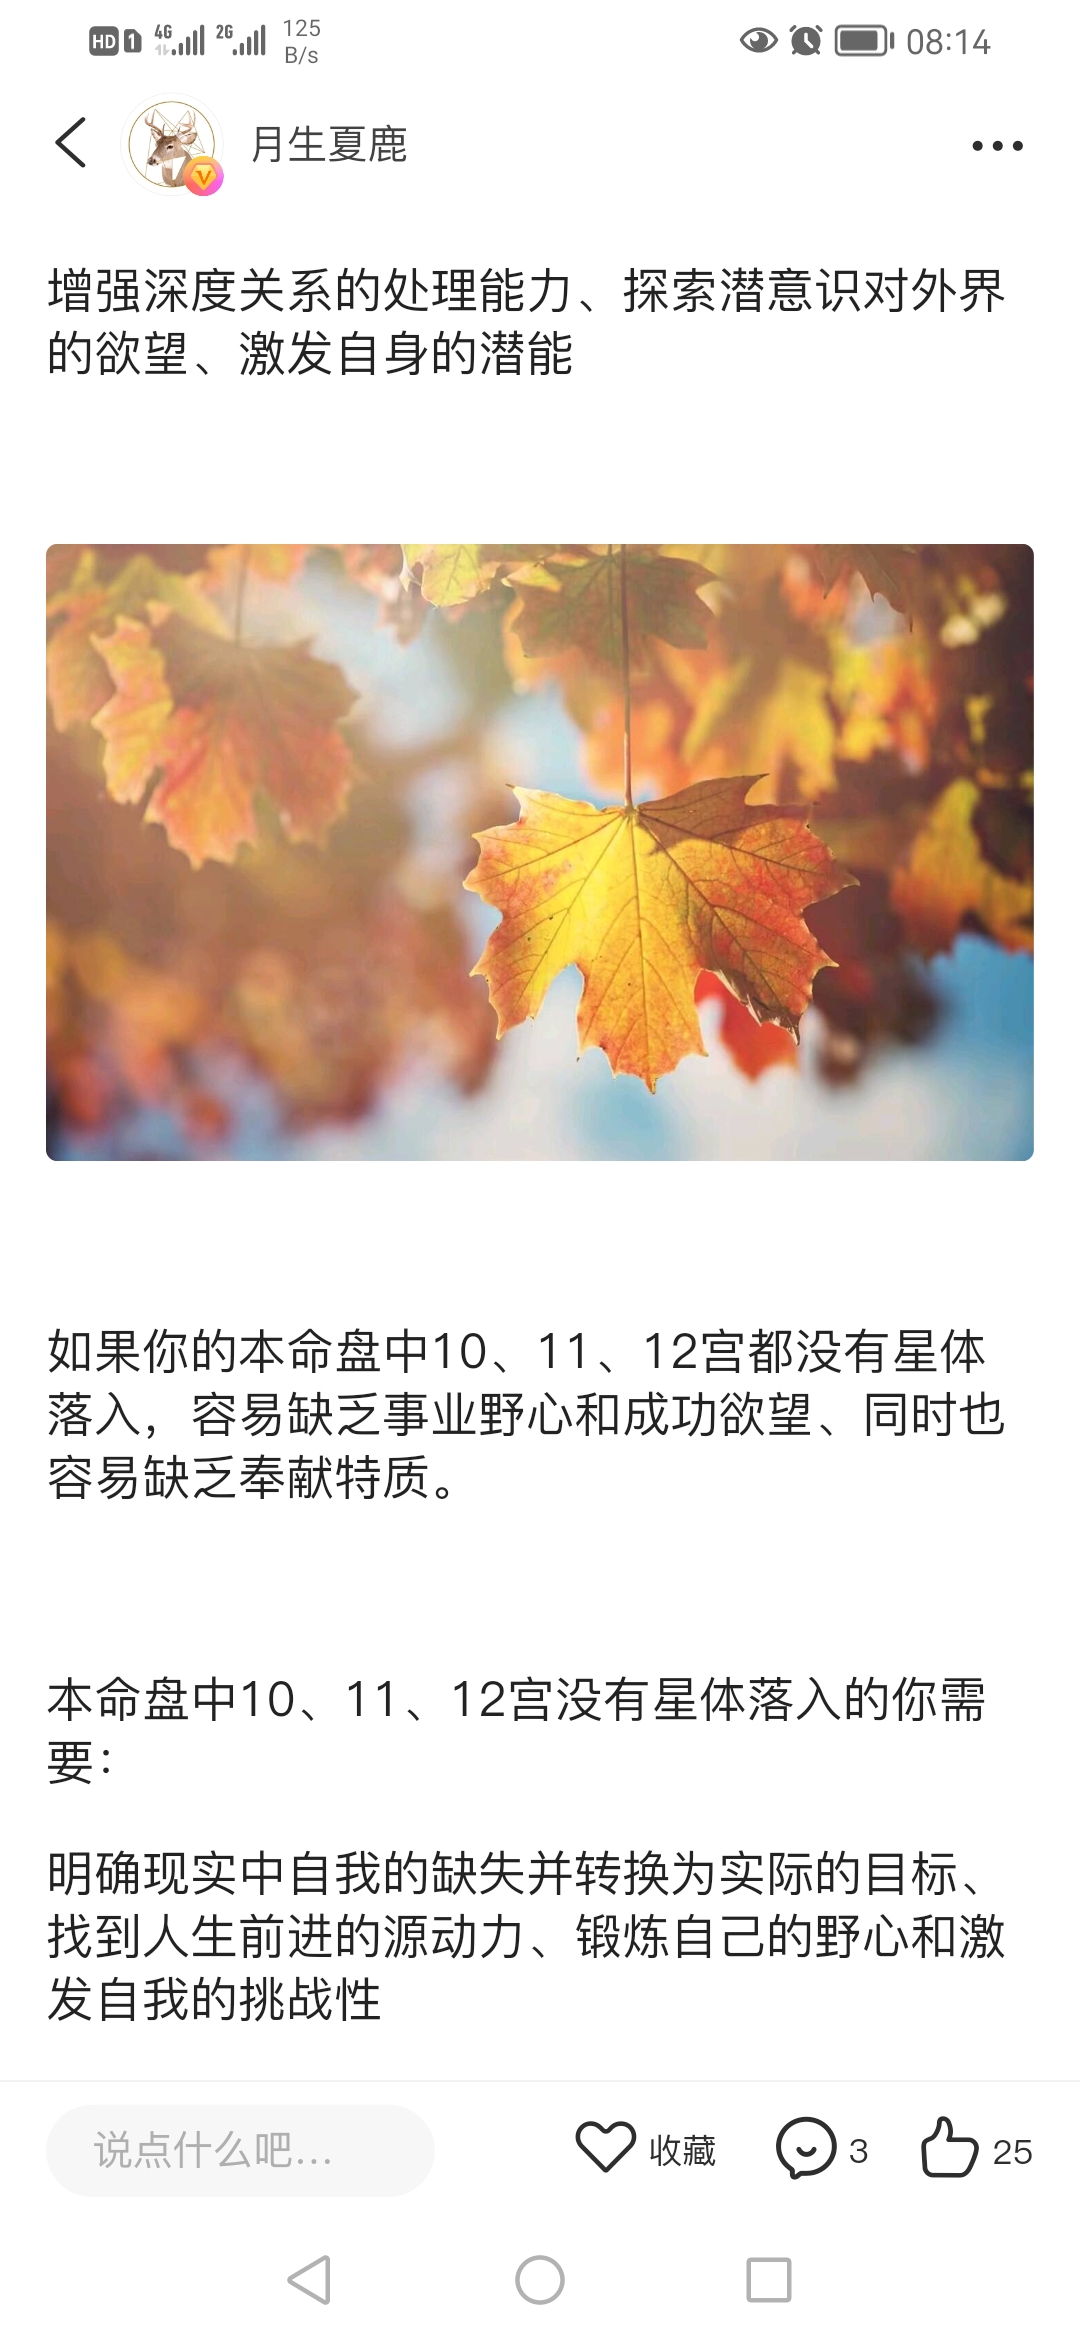 HD 1 4G 2G 125 B/s 08:14
月生夏鹿
增强深度关系的处理能力、探索潜意识对外界
的欲望、激发自身的潜能
如果你的本命盘中10、11、12宫都没有星体
落入，容易缺乏事业野心和成功欲望、同时也
容易缺乏奉献特质。
本命盘中10、11、12宫没有星体落入的你需
要：
明确现实中自我的缺失并转换为实际的目标、
找到人生前进的源动力、锻炼自己的野心和激
发自我的挑战性
说点什么吧... 收藏 3 25